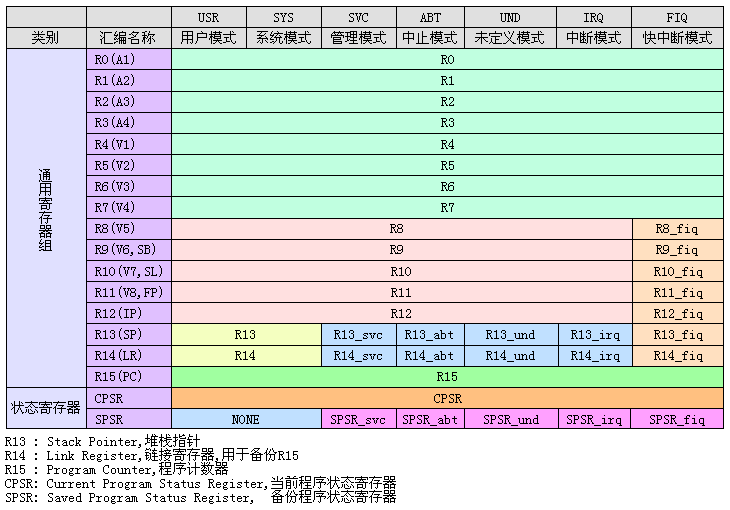 USR SYS SVC ABT UND IRQ FIQ
类别 汇编名称 用户模式 系统模式 管理模式 中止模式 未定义模式 中断模式 快中断模式
通用寄存器组
R0(A1) R0
R1(A2) R1
R2(A3) R2
R3(A4) R3
R4(V1) R4
R5(V2) R5
R6(V3) R6
R7(V4) R7
R8(V5) R8 R8_fiq
R9(V6,SB) R9 R9_fiq
R10(V7,SL) R10 R10_fiq
R11(V8,FP) R11 R11_fiq
R12(IP) R12 R12_fiq
R13(SP) R13 R13_svc R13_abt R13_und R13_irq R13_fiq
R14(LR) R14 R14_svc R14_abt R14_und R14_irq R14_fiq
R15(PC) R15
状态寄存器
CPSR CPSR
SPSR NONE SPSR_svc SPSR_abt SPSR_und SPSR_irq SPSR_fiq
R13 : Stack Pointer,堆栈指针
R14 : Link Register,链接寄存器,用于备份R15
R15 : Program Counter,程序计数器
CPSR: Current Program Status Register,当前程序状态寄存器
SPSR: Saved Program Status Register, 备份程序状态寄存器